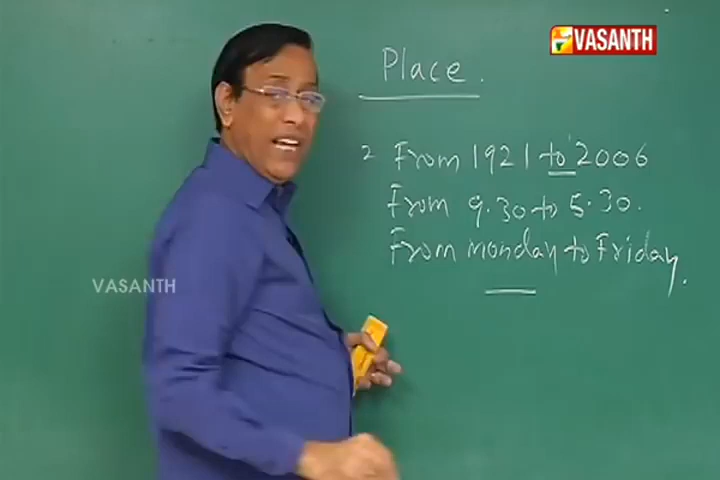 VASANTH
Place.
2 From 1921 to 2006
From 9.30 to 5.30.
From monday to Friday.
VASANTH